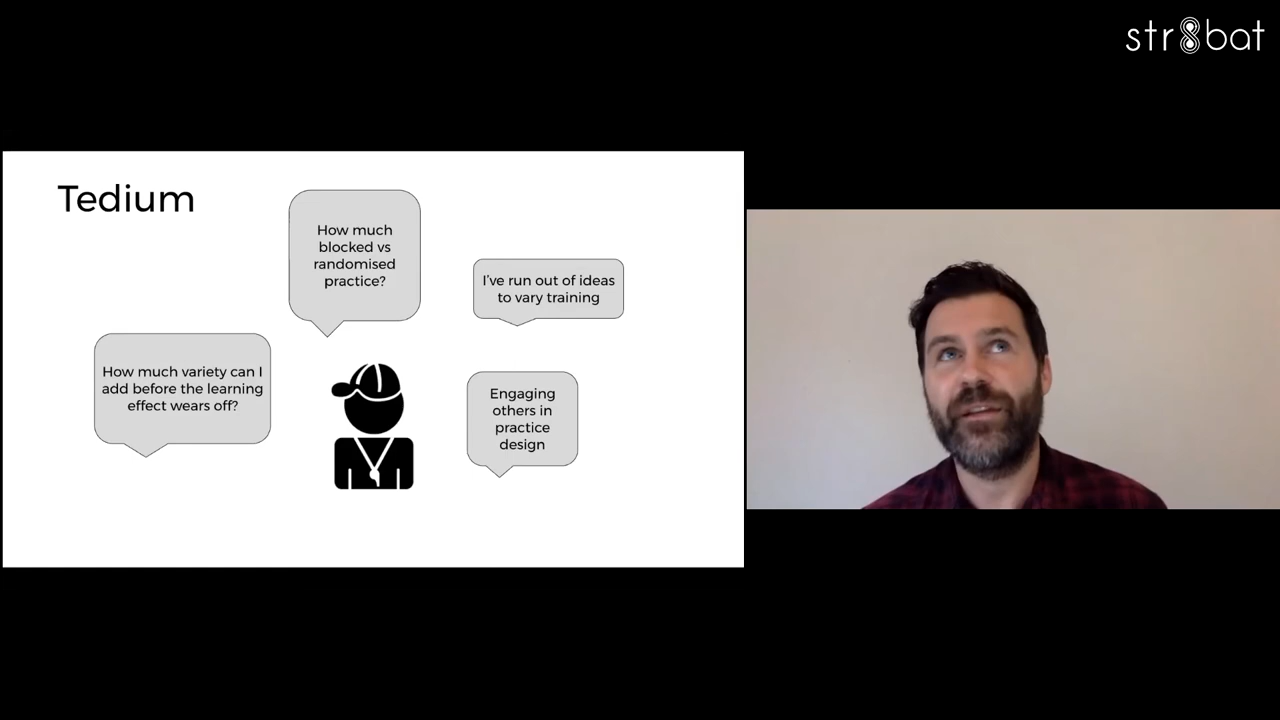 str8bat
Tedium
How much
blocked vs
randomised
practice?
I've run out of ideas
to vary training
How much variety can I
add before the learning
effect wears off?
Engaging
others in
practice
design